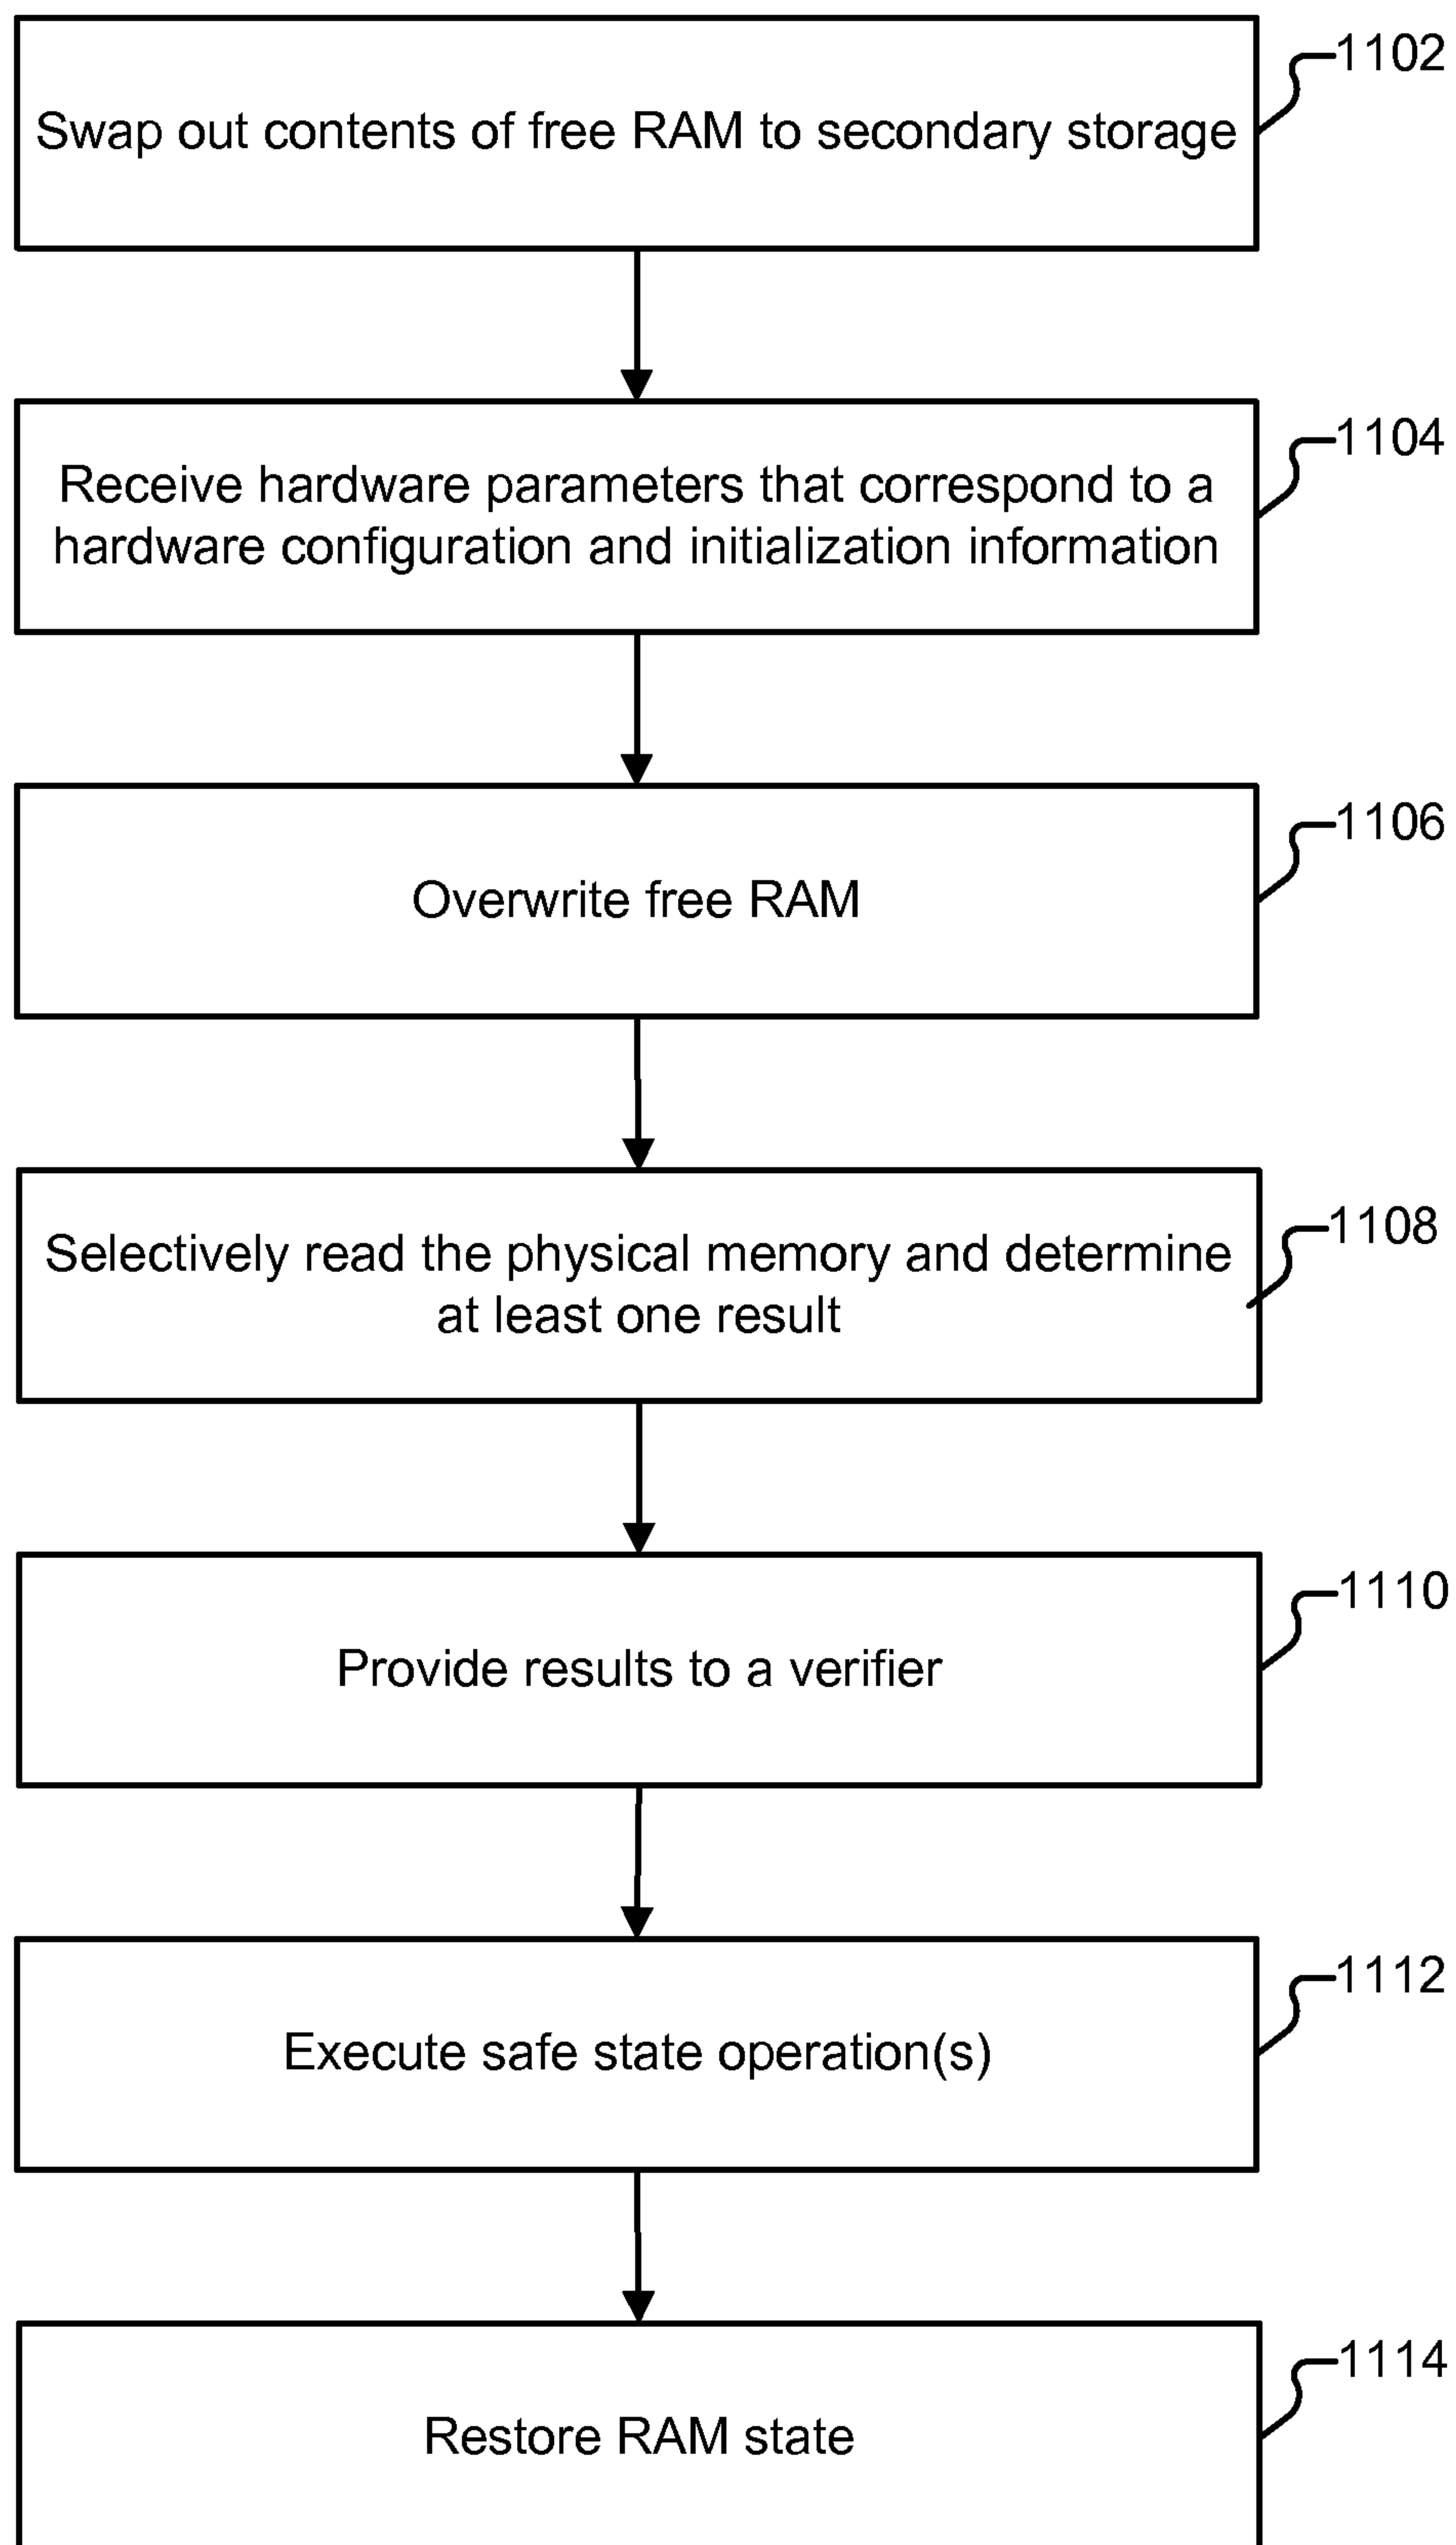 1102
Swap out contents of free RAM to secondary storage
1104
Receive hardware parameters that correspond to a
hardware configuration and initialization information
1106
Overwrite free RAM
1108
Selectively read the physical memory and determine
at least one result
1110
Provide results to a verifier
1112
Execute safe state operation(s)
1114
Restore RAM state